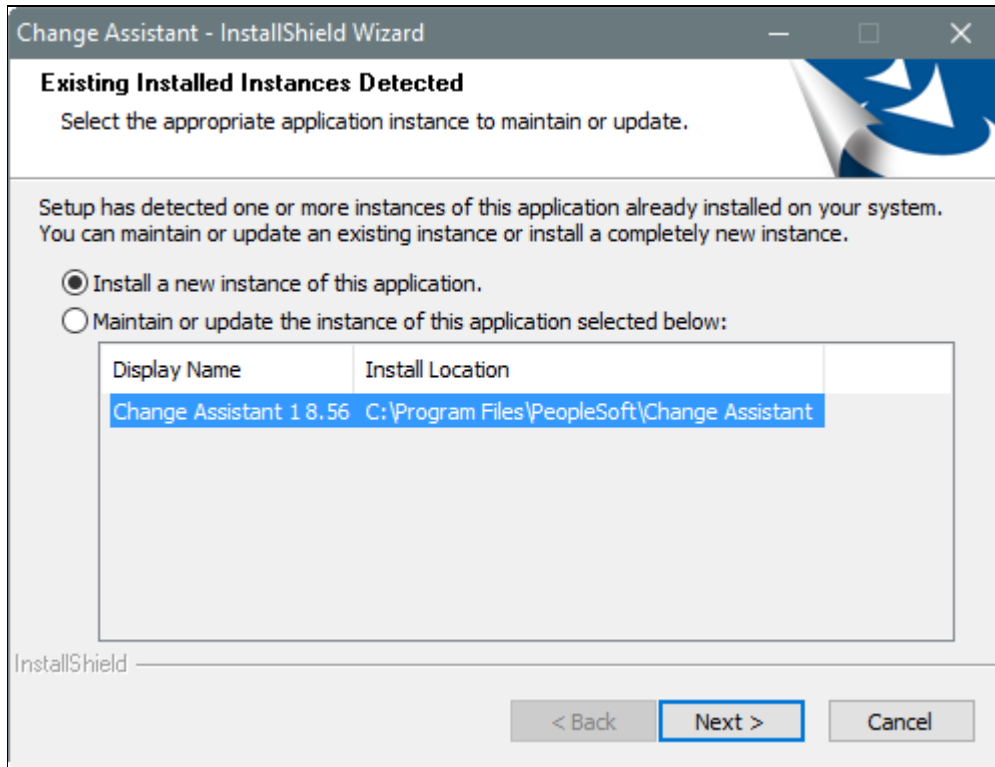 Change Assistant - InstallShield Wizard
Existing Installed Instances Detected
Select the appropriate application instance to maintain or update.
Setup has detected one or more instances of this application already installed on your system.
You can maintain or update an existing instance or install a completely new instance.
Install a new instance of this application.
Maintain or update the instance of this application selected below:
Display Name Install Location
Change Assistant 1 8.56 C:\Program Files\PeopleSoft\Change Assistant
InstallShield
< Back Next > Cancel